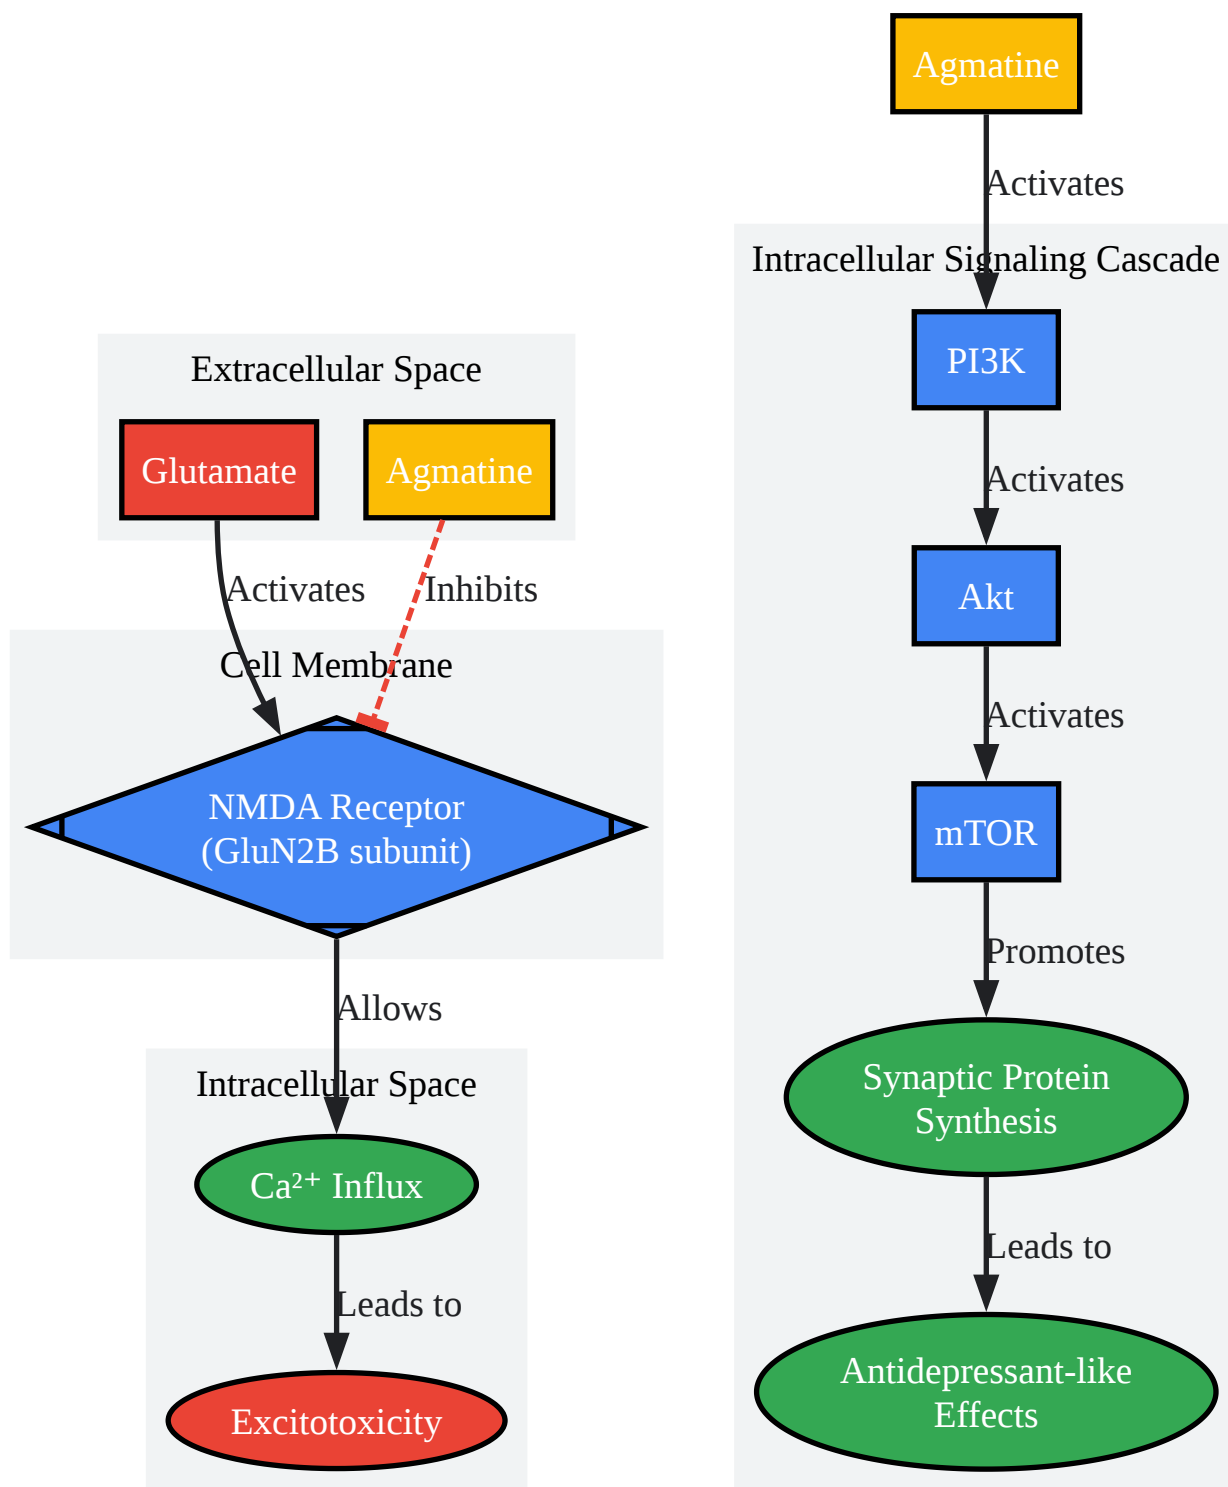 Agmatine
Activates
Intracellular Signaling Cascade
PI3K
Activates
Akt
Activates
mTOR
Promotes
Synaptic Protein
Synthesis
Leads to
Antidepressant-like
Effects
Extracellular Space
Glutamate
Agmatine
Activates
Inhibits
Cell Membrane
NMDA Receptor
(GluN2B subunit)
Allows
Intracellular Space
Ca²⁺ Influx
Leads to
Excitotoxicity